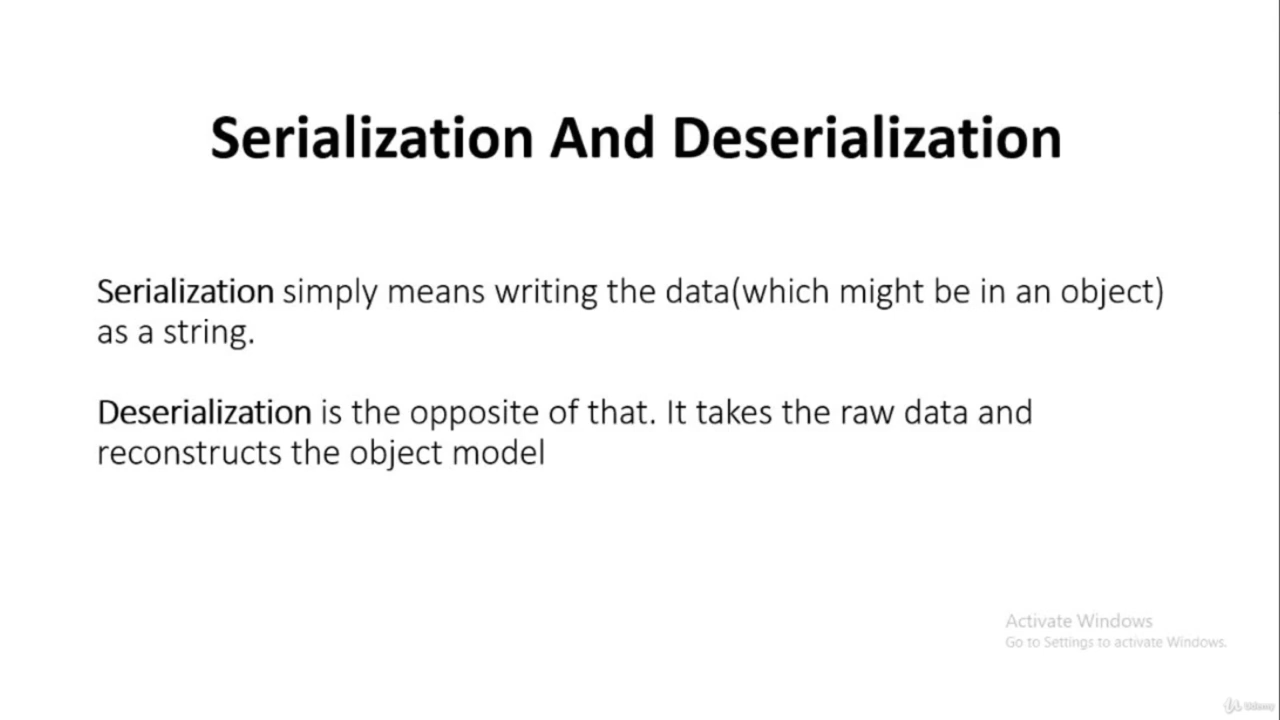 Serialization And Deserialization
Serialization simply means writing the data(which might be in an object)
as a string.
Deserialization is the opposite of that. It takes the raw data and
reconstructs the object model
Activate Windows
Go to Settings to activate Windows.
Udemy